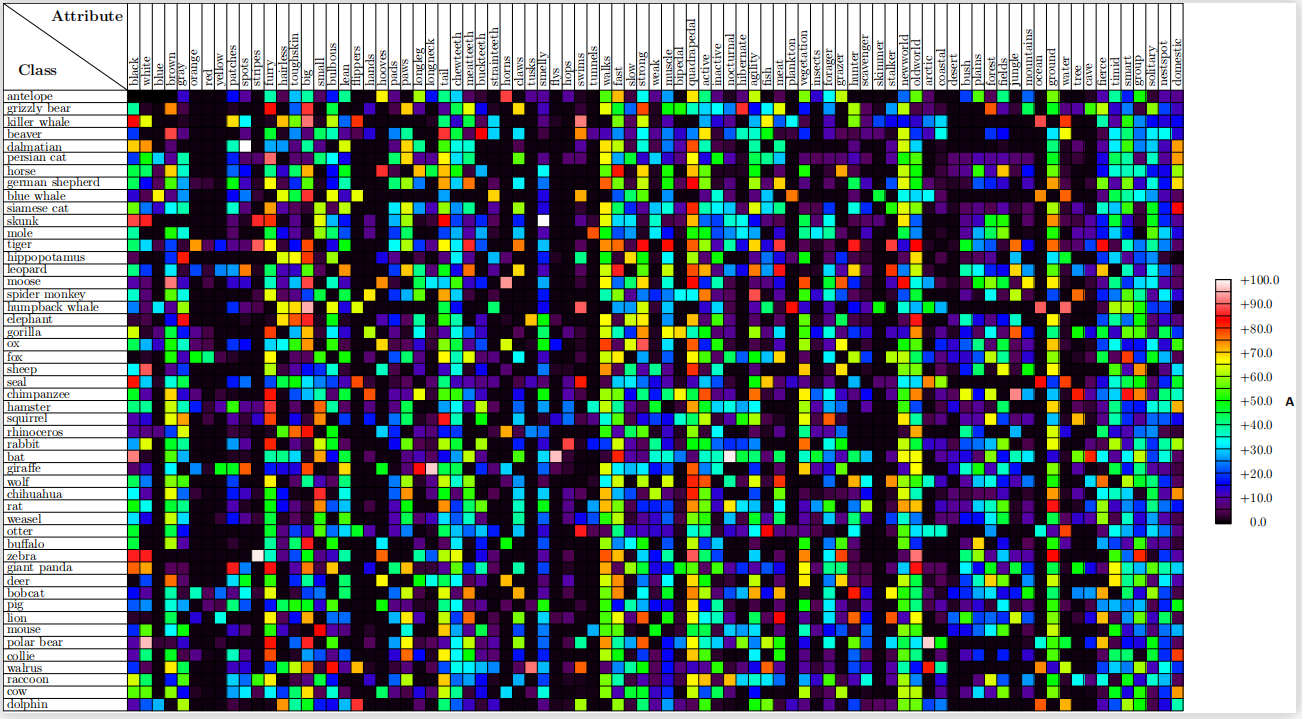 Attribute
Class
black
white
blue
brown
gray
orange
red
yellow
patches
spots
stripes
furry
hairless
toughskin
big
small
bulbous
lean
flippers
hands
hooves
pads
paws
longleg
longneck
tail
chewteeth
meatteeth
buckteeth
strainteeth
horns
claws
tusks
smelly
flys
hops
swims
tunnels
walks
fast
slow
strong
weak
muscle
bipedal
quadrapedal
active
inactive
nocturnal
hibernate
agility
fish
meat
plankton
vegetation
insects
forager
grazer
hunter
scavenger
skimmer
stalker
newworld
oldworld
arctic
coastal
desert
bush
plains
forest
fields
jungle
mountains
ocean
ground
water
tree
cave
fierce
timid
smart
group
solitary
nestspot
domestic
antelope
grizzly bear
killer whale
beaver
dalmatian
persian cat
horse
german shepherd
blue whale
siamese cat
skunk
mole
tiger
hippopotamus
leopard
moose
spider monkey
humpback whale
elephant
gorilla
ox
fox
sheep
seal
chimpanzee
hamster
squirrel
rhinoceros
rabbit
bat
giraffe
wolf
chihuahua
rat
weasel
otter
buffalo
zebra
giant panda
deer
bobcat
pig
lion
mouse
polar bear
collie
walrus
raccoon
cow
dolphin
+100.0
+90.0
+80.0
+70.0
+60.0
+50.0
+40.0
+30.0
+20.0
+10.0
0.0
A